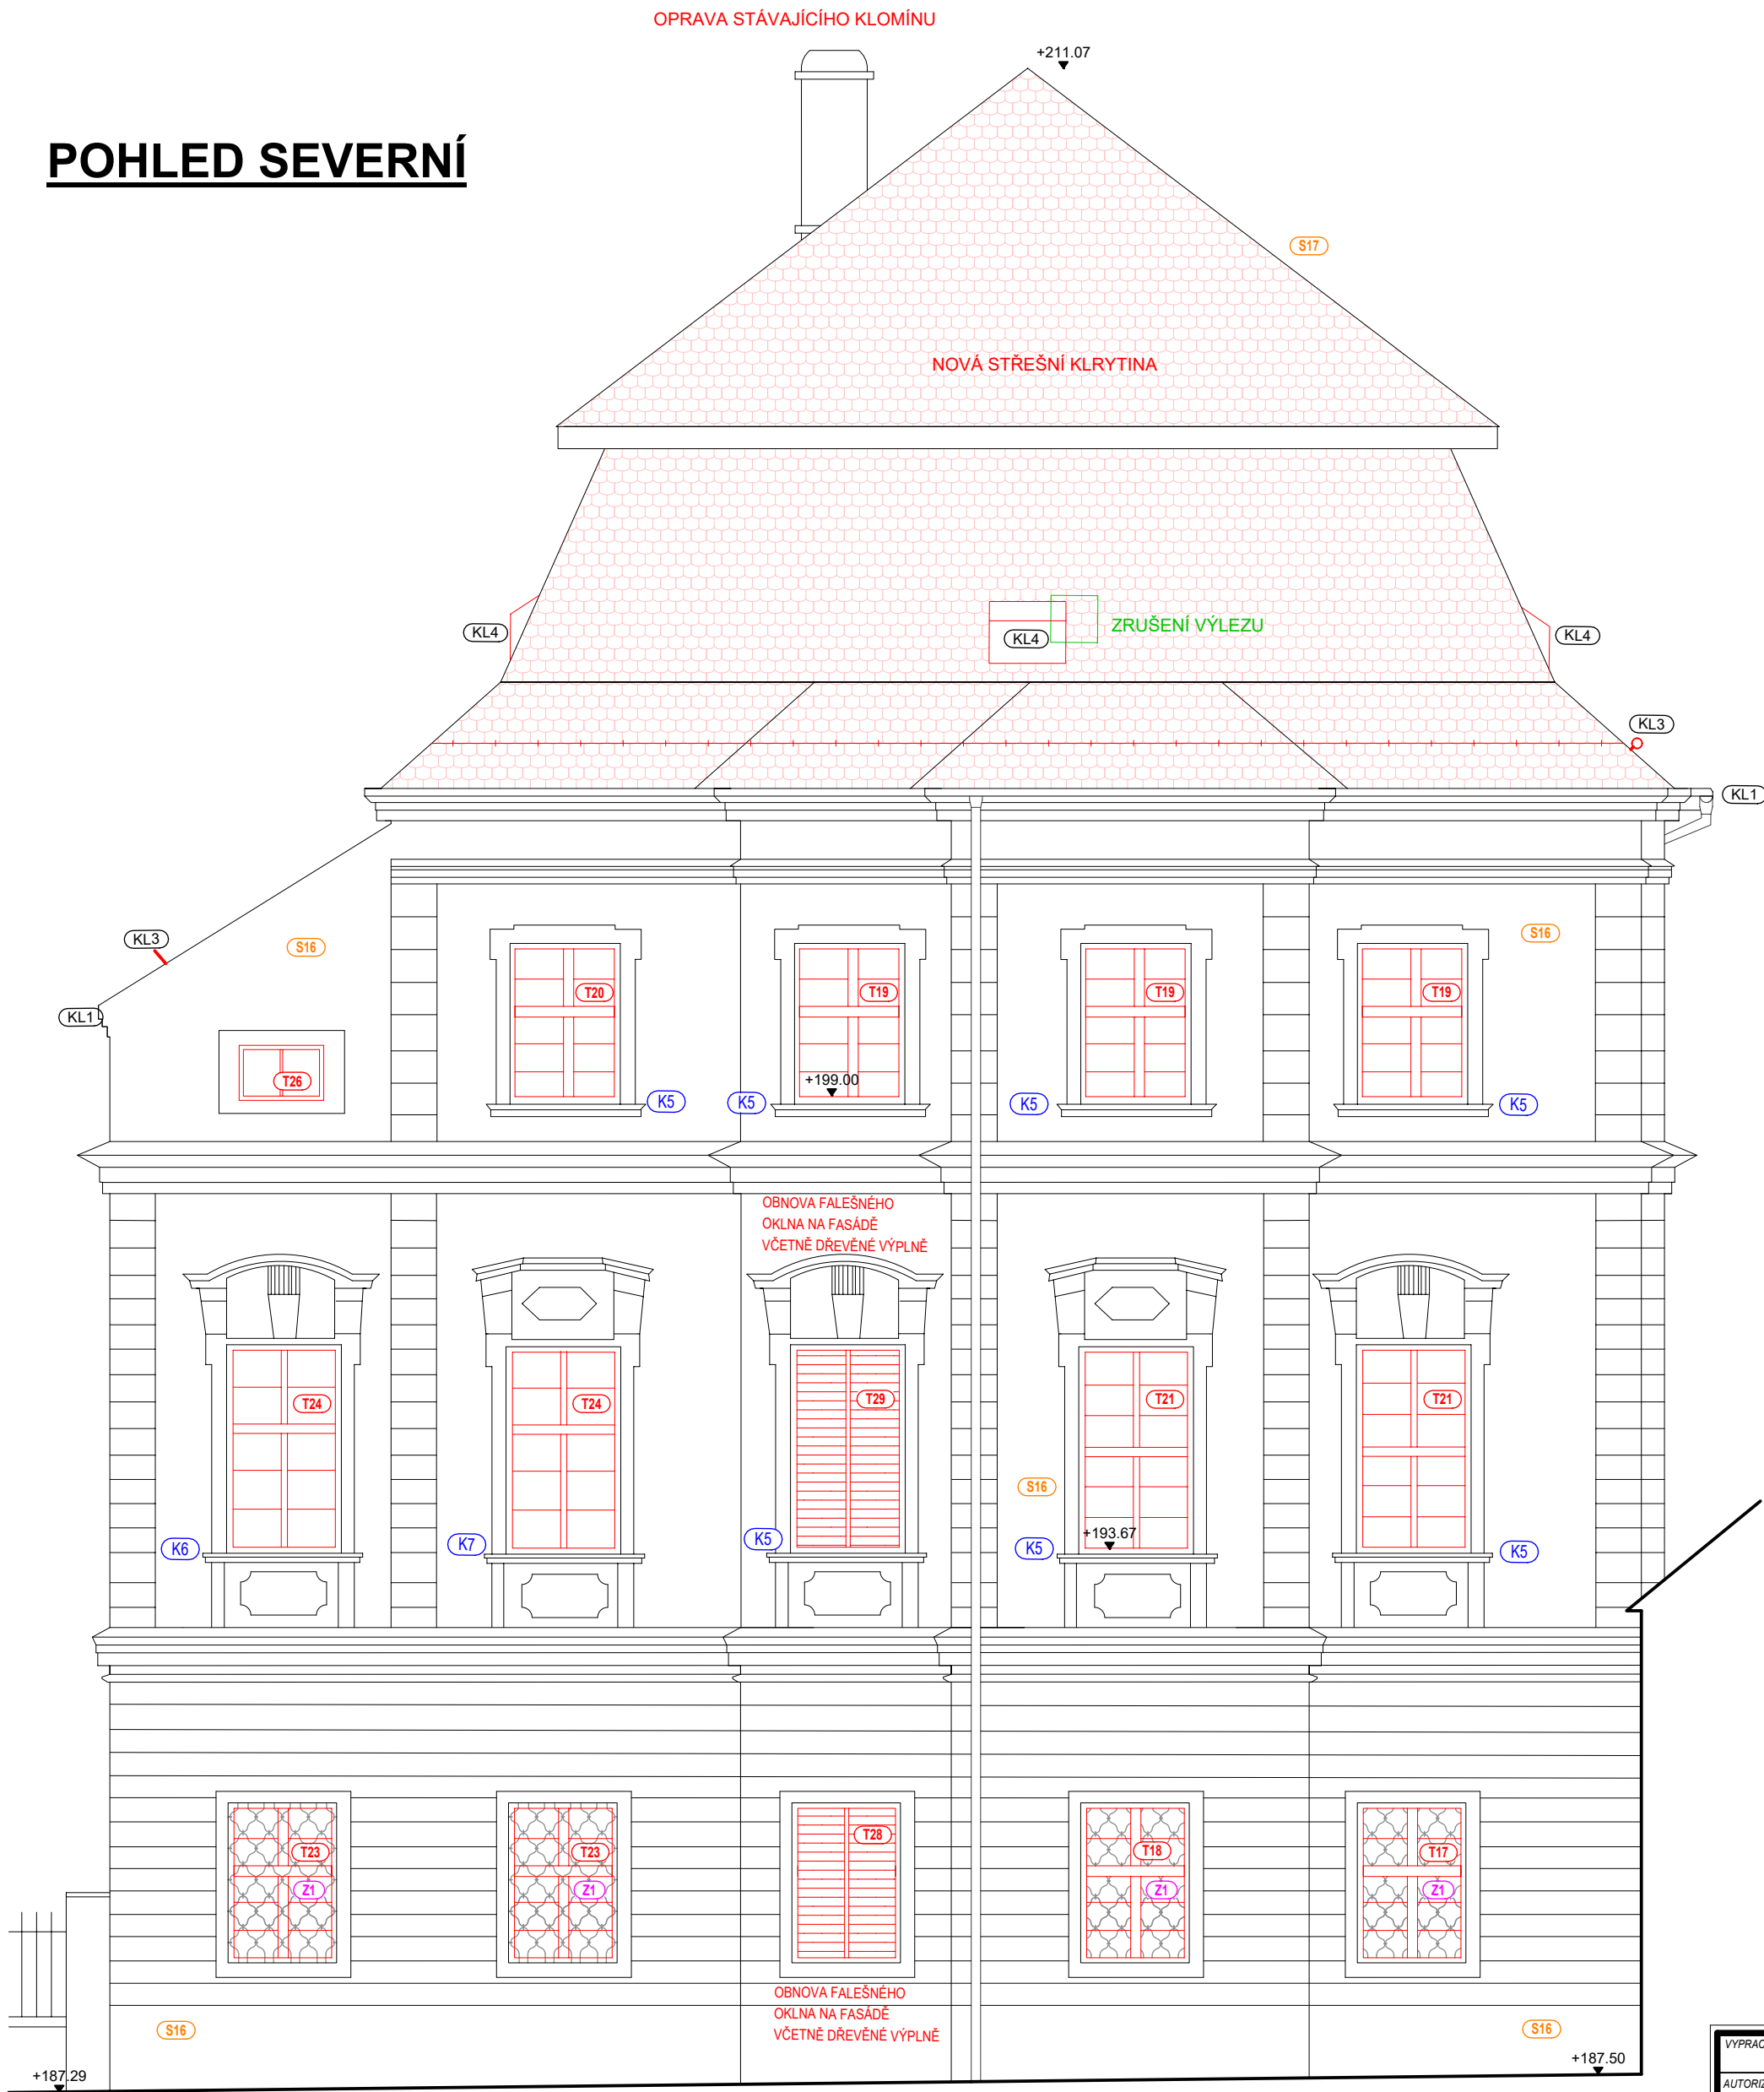 OPRAVA STÁVAJÍCÍHO KLOMÍNU
+211.07
POHLED SEVERNÍ
S17
NOVÁ STŘEŠNÍ KLRYTINA
KL4
KL4
ZRUŠENÍ VÝLEZU
KL4
KL3
KL1
KL3
S16
S16
KL1
T20
T19
T19
T19
T26
+199.00
K5
K5
K5
K5
OBNOVA FALEŠNÉHO
OKLNA NA FASÁDĚ
VČETNĚ DŘEVĚNÉ VÝPLNĚ
T24
T24
T29
T21
T21
S16
K6
K7
K5
K5
+193.67
K5
T23
T23
T28
T18
T17
Z1
Z1
Z1
Z1
OBNOVA FALEŠNÉHO
OKLNA NA FASÁDĚ
VČETNĚ DŘEVĚNÉ VÝPLNĚ
S16
S16
+187.29
+187.50
VYPRAC
AUTORIZ